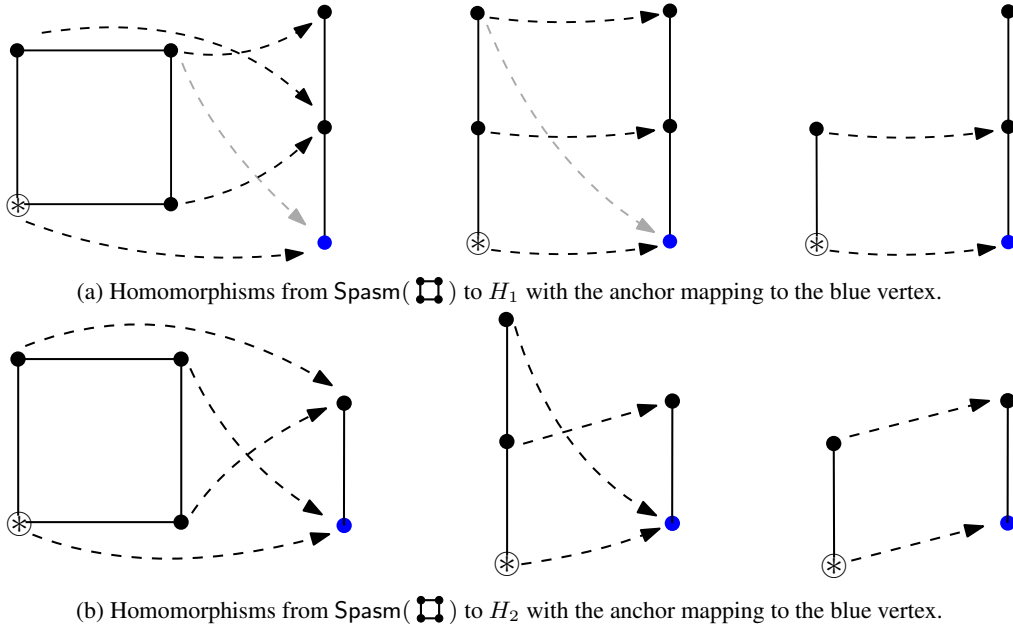 (a) Homomorphisms from Spasm( ) to H₁ with the anchor mapping to the blue vertex.
(b) Homomorphisms from Spasm( ) to H₂ with the anchor mapping to the blue vertex.